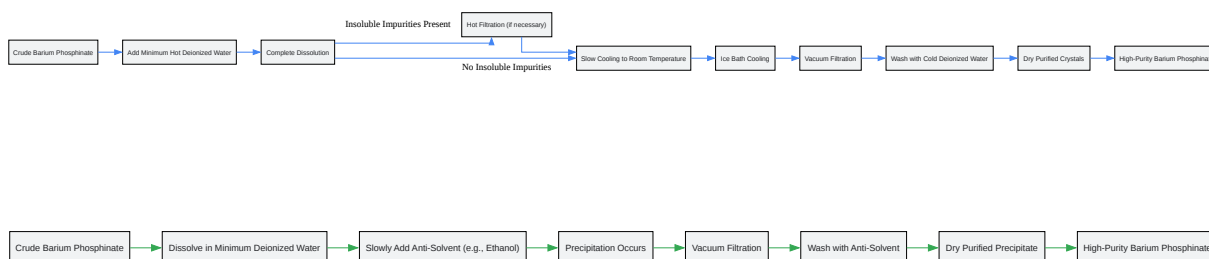 Insoluble Impurities Present
Hot Filtration (if necessary)
Crude Barium Phosphinate
Add Minimum Hot Deionized Water
Complete Dissolution
No Insoluble Impurities
Slow Cooling to Room Temperature
Ice Bath Cooling
Vacuum Filtration
Wash with Cold Deionized Water
Dry Purified Crystals
High-Purity Barium Phosphinat
Crude Barium Phosphinate
Dissolve in Minimum Deionized Water
Slowly Add Anti-Solvent (e.g., Ethanol)
Precipitation Occurs
Vacuum Filtration
Wash with Anti-Solvent
Dry Purified Precipitate
High-Purity Barium Phosphinate